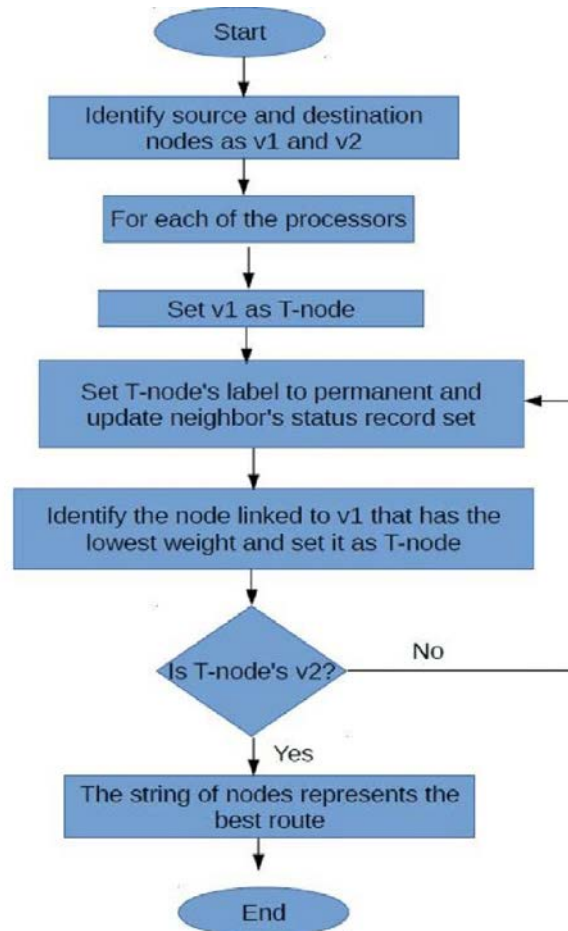 Start
Identify source and destination
nodes as v1 and v2
For each of the processors
Set v1 as T-node
Set T-node's label to permanent and
update neighbor's status record set
Identify the node linked to v1 that has the
lowest weight and set it as T-node
Is T-node's v2?
No
Yes
The string of nodes represents the
best route
End